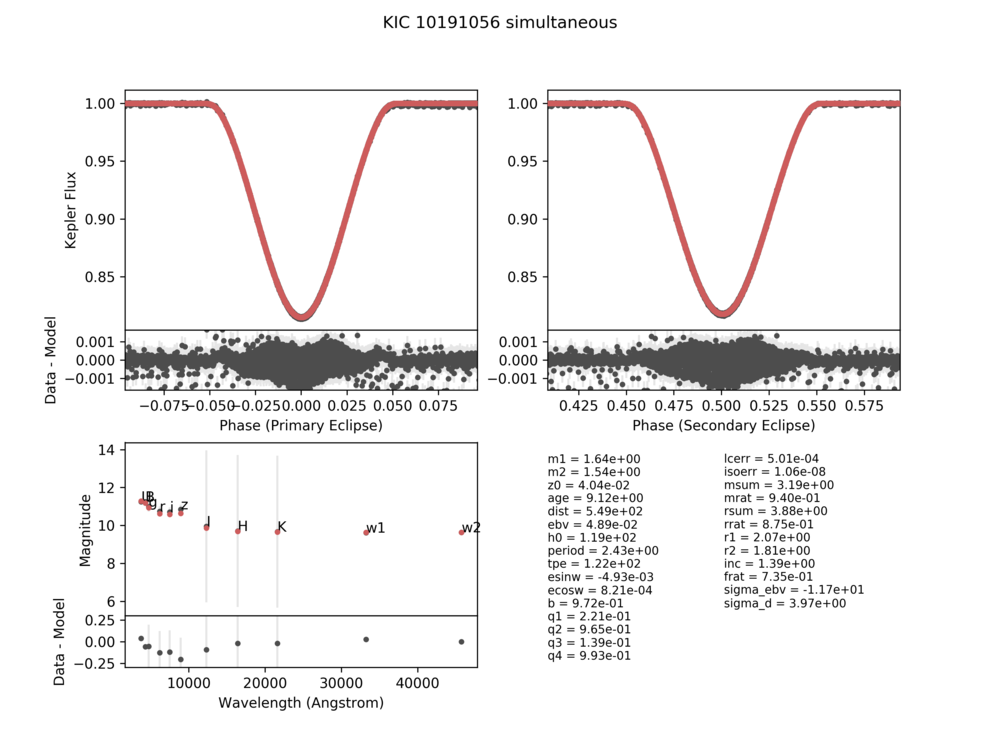 KIC 10191056 simultaneous
1.00
0.95
0.90
0.85
Kepler Flux
0.001
0.000
−0.001
Data - Model
−0.075
−0.050
−0.025
0.000
0.025
0.050
0.075
Phase (Primary Eclipse)
1.00
0.95
0.90
0.85
0.001
0.000
−0.001
0.425
0.450
0.475
0.500
0.525
0.550
0.575
Phase (Secondary Eclipse)
14
12
10
8
6
Magnitude
B
g
r
i
z
J
H
K
w1
w2
0.25
0.00
−0.25
Data - Model
10000
20000
30000
40000
Wavelength (Angstrom)
m1 = 1.64e+00
m2 = 1.54e+00
z0 = 4.04e-02
age = 9.12e+00
dist = 5.49e+02
ebv = 4.89e-02
h0 = 1.19e+02
period = 2.43e+00
tpe = 1.22e+02
esinw = -4.93e-03
ecosw = 8.21e-04
b = 9.72e-01
q1 = 2.21e-01
q2 = 9.65e-01
q3 = 1.39e-01
q4 = 9.93e-01
lcerr = 5.01e-04
isoerr = 1.06e-08
msum = 3.19e+00
mrat = 9.40e-01
rsum = 3.88e+00
rrat = 8.75e-01
r1 = 2.07e+00
r2 = 1.81e+00
inc = 1.39e+00
frat = 7.35e-01
sigma_ebv = -1.17e+01
sigma_d = 3.97e+00